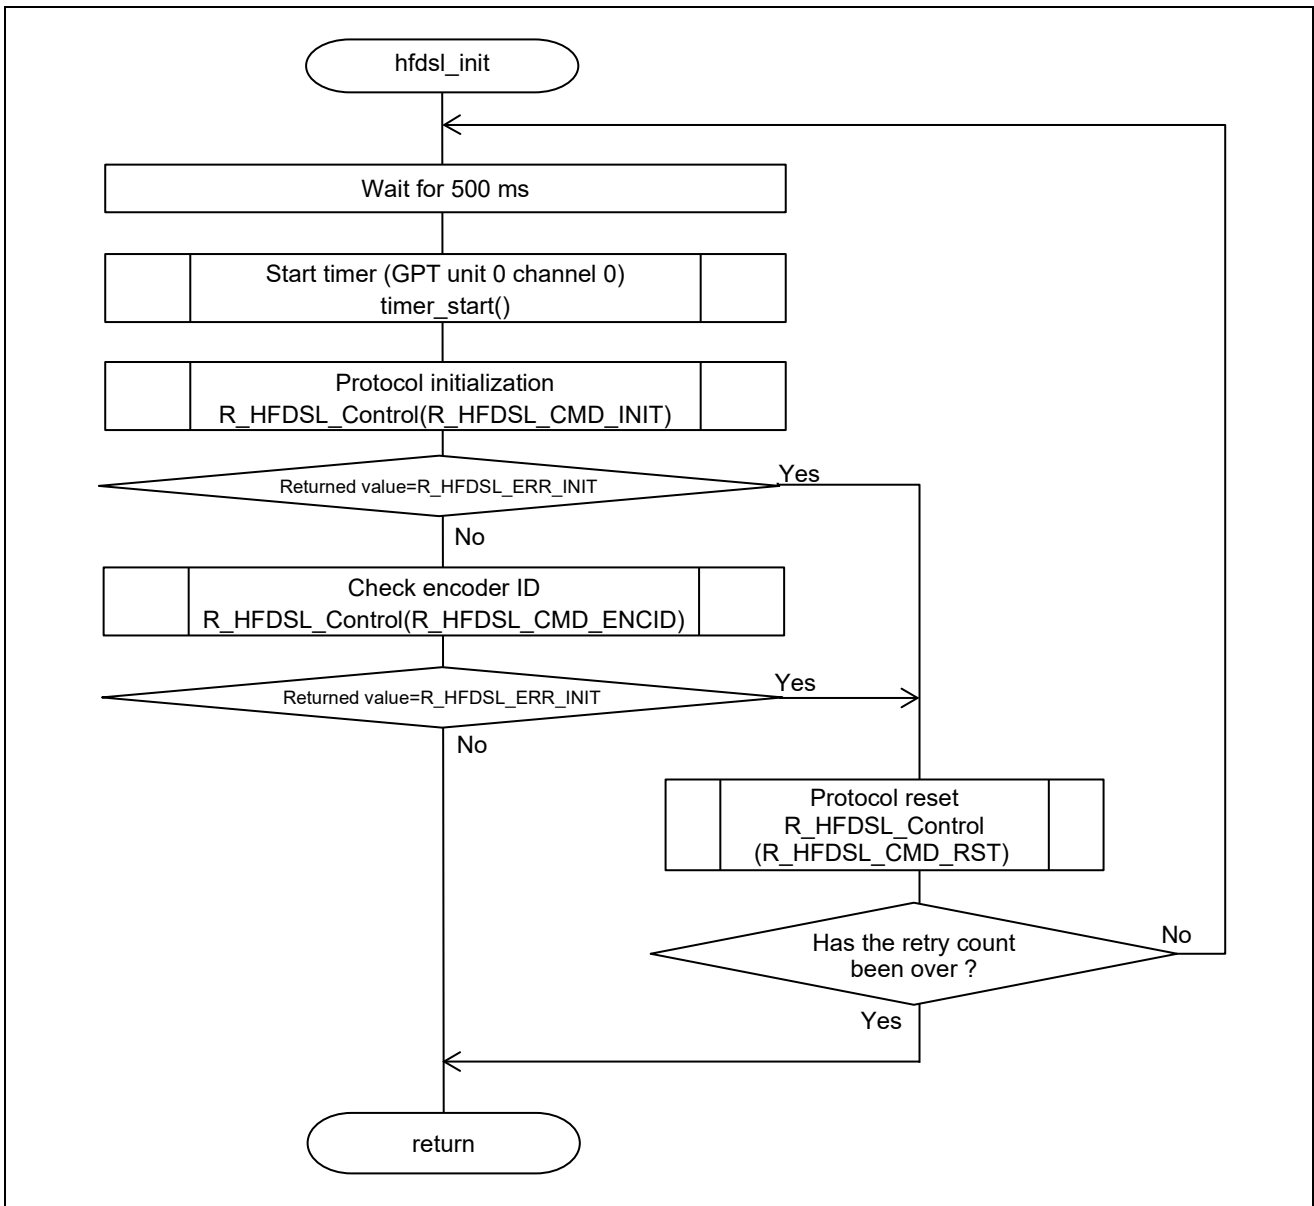 hfdsl_init
Wait for 500 ms
Start timer (GPT unit 0 channel 0)
timer_start()
Protocol initialization
R_HFDSL_Control(R_HFDSL_CMD_INIT)
Returned value=R_HFDSL_ERR_INIT
Yes
No
Check encoder ID
R_HFDSL_Control(R_HFDSL_CMD_ENCID)
Returned value=R_HFDSL_ERR_INIT
Yes
No
Protocol reset
R_HFDSL_Control
(R_HFDSL_CMD_RST)
Has the retry count
been over ?
No
Yes
return